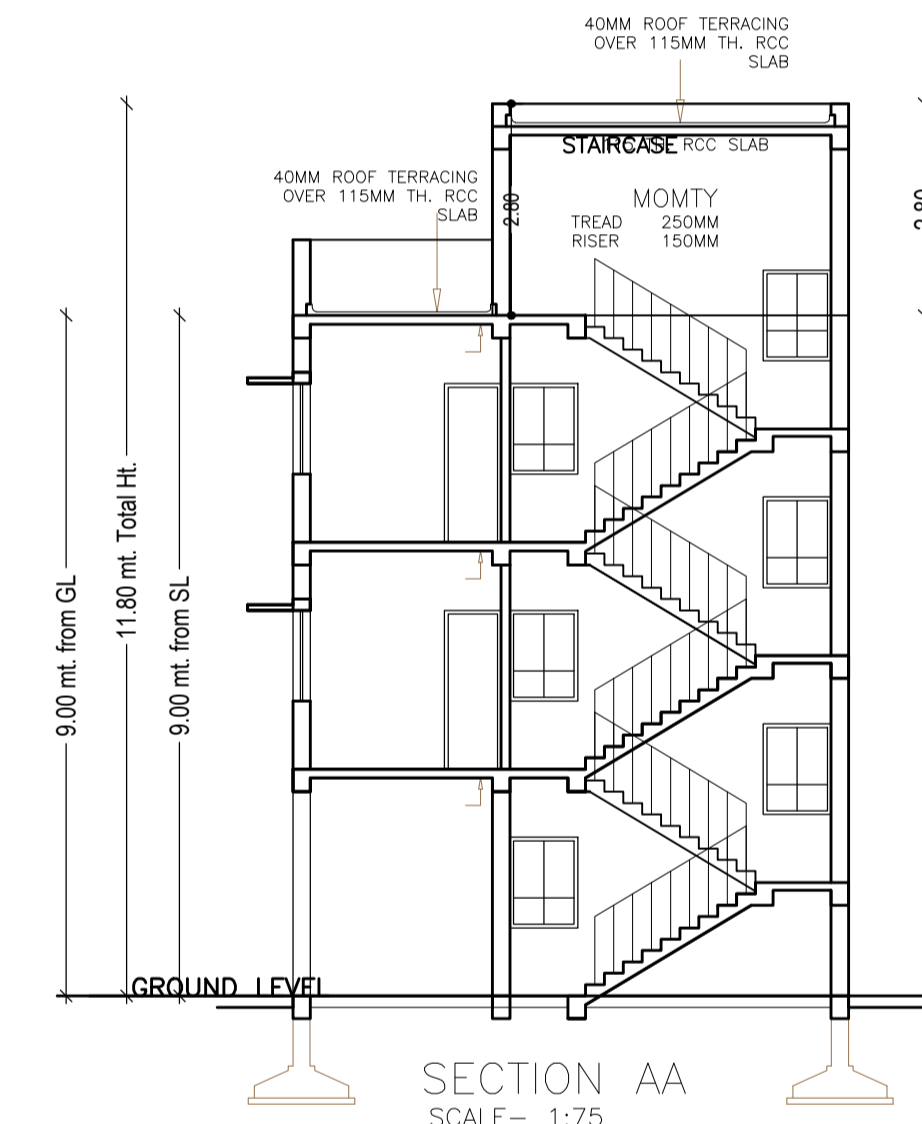 40MM ROOF TERRACING
OVER 115MM TH. RCC
SLAB
STAIRCASE
RCC SLAB
40MM ROOF TERRACING
OVER 115MM TH. RCC
SLAB
2.80
2.80
MOMTY
TREAD 250MM
RISER 150MM
9.00 mt. from GL
11.80 mt. Total Ht.
9.00 mt. from SL
GROUND LEVEL
SECTION AA
SCALE- 1:75